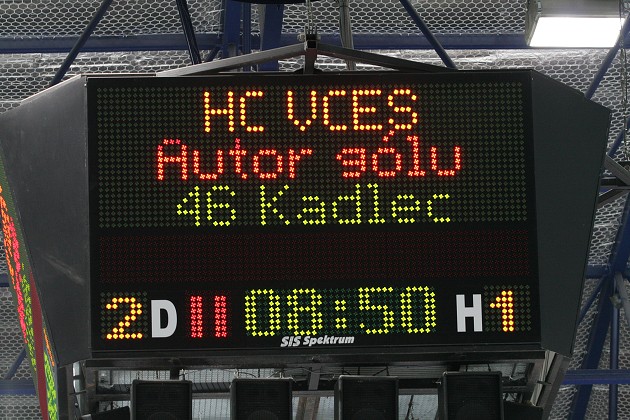 HC VCES
Autor gólu
46 Kadlec
2 D II 08:50 H 1
SIS Spektrum